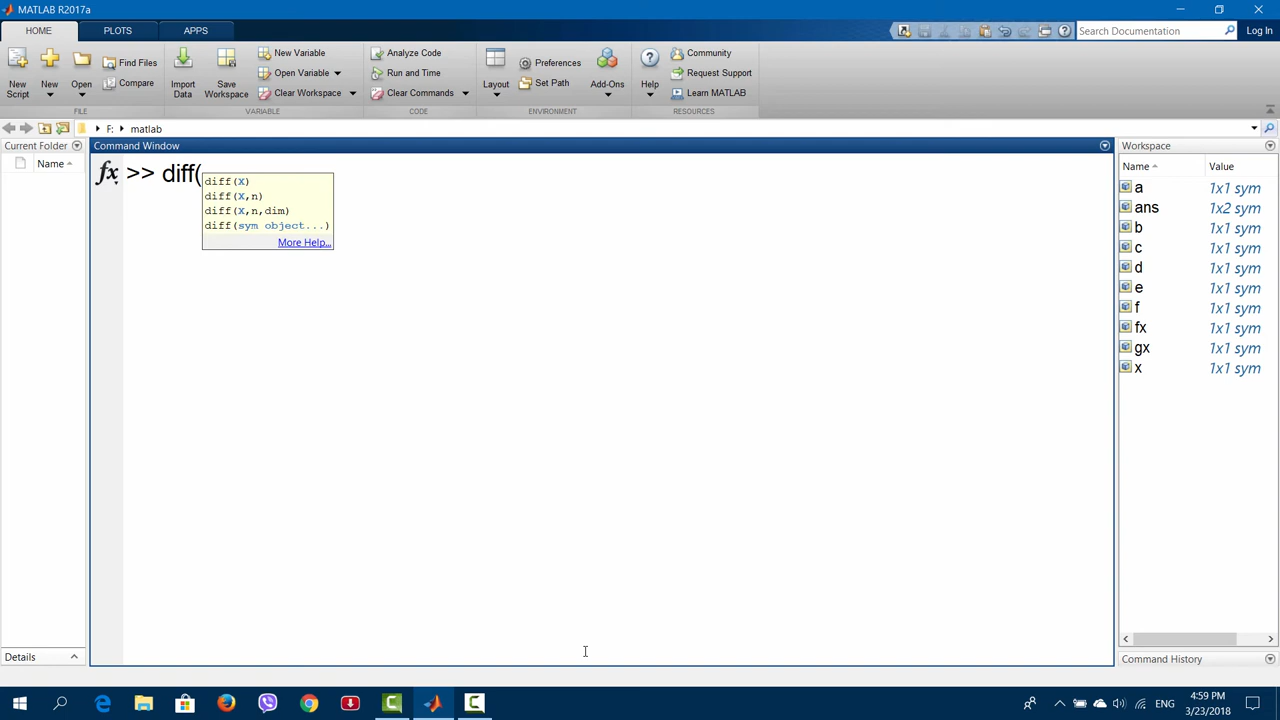 MATLAB R2017a
HOME PLOTS APPS
Search Documentation
Log In
New Script
New
Open
Find Files
Compare
Import Data
Save Workspace
New Variable
Open Variable
Clear Workspace
Analyze Code
Run and Time
Clear Commands
Layout
Preferences
Set Path
Add-Ons
Help
Community
Request Support
Learn MATLAB
FILE VARIABLE CODE ENVIRONMENT RESOURCES
F: matlab
Current Folder
Command Window
Workspace
Name
Name Value
fx >> diff(
diff(X)
diff(X,n)
diff(X,n,dim)
diff(sym object...)
More Help...
a 1x1 sym
ans 1x2 sym
b 1x1 sym
c 1x1 sym
d 1x1 sym
e 1x1 sym
f 1x1 sym
fx 1x1 sym
gx 1x1 sym
x 1x1 sym
Details
Command History
ENG
4:59 PM
3/23/2018